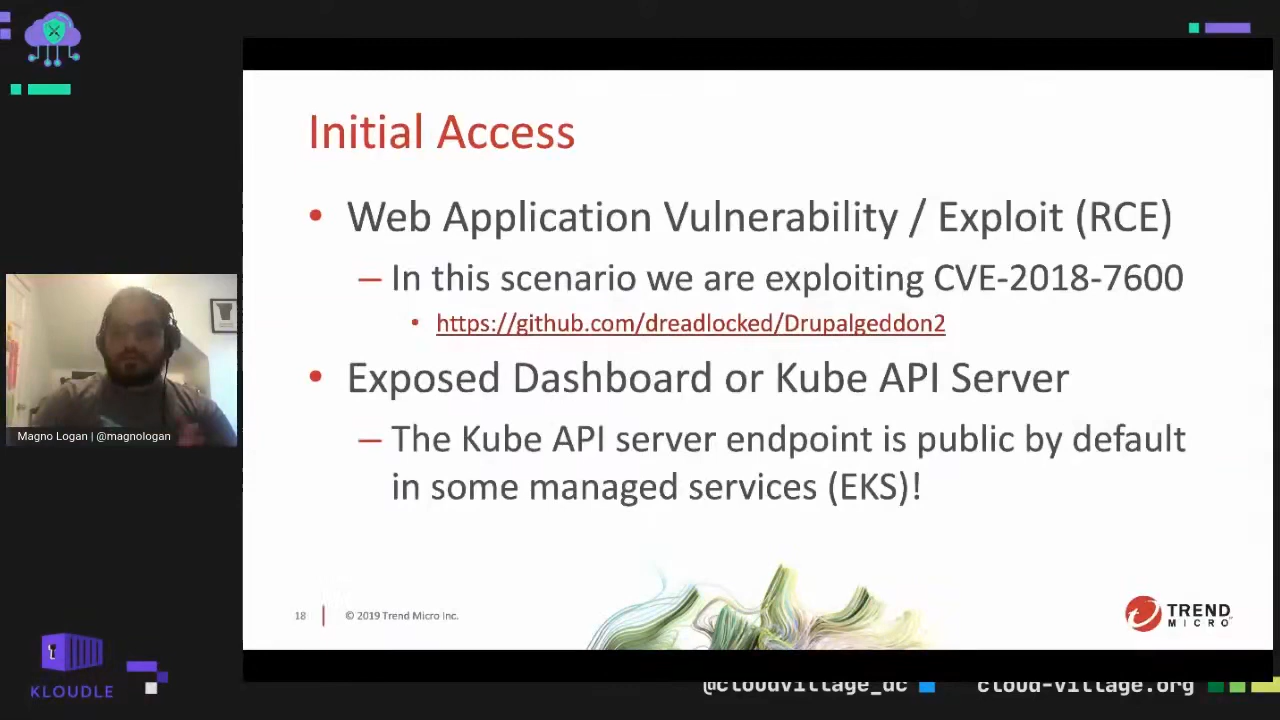 Initial Access
• Web Application Vulnerability / Exploit (RCE)
– In this scenario we are exploiting CVE-2018-7600
• https://github.com/dreadlocked/Drupalgeddon2
• Exposed Dashboard or Kube API Server
– The Kube API server endpoint is public by default
in some managed services (EKS)!
Magno Logan | @magnologan
18 © 2019 Trend Micro Inc.
TREND
MICRO
KLOUDLE
@cloudvillage_dc cloud-village.org